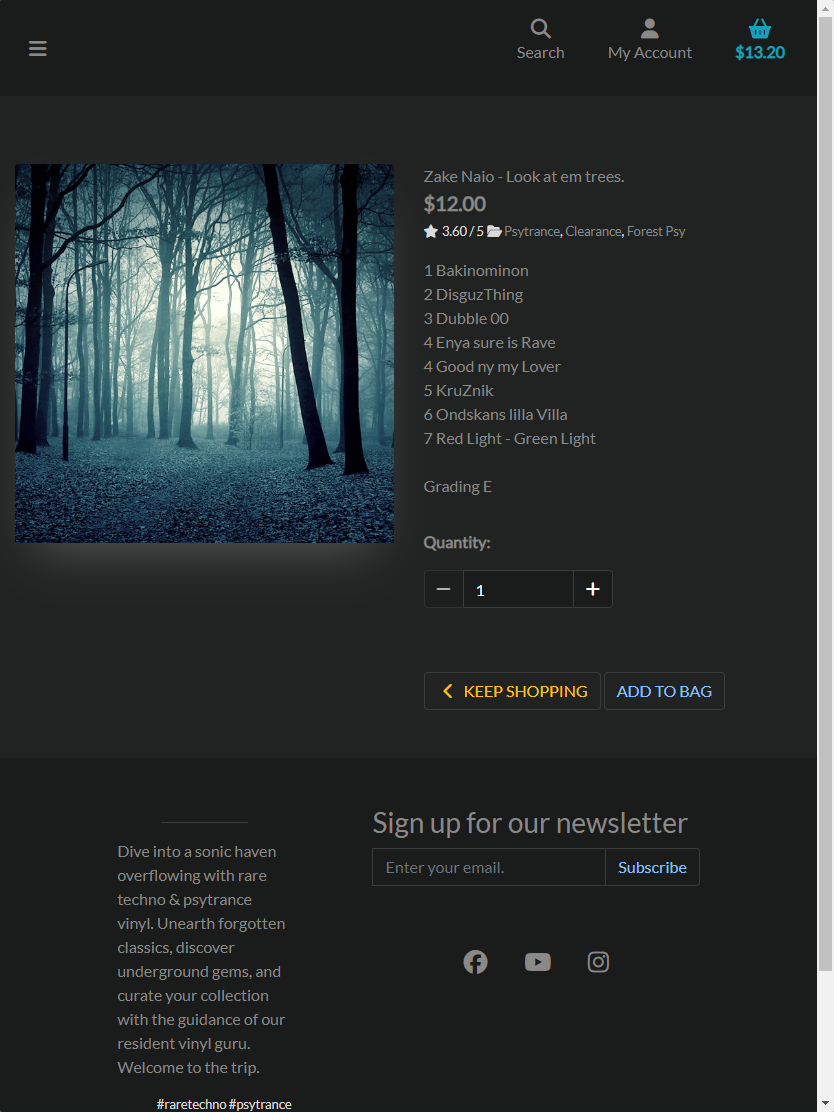 Search
My Account
$13.20
Zake Naio - Look at em trees.
$12.00
3.60 / 5 Psytrance, Clearance, Forest Psy
1 Bakinominon
2 DisguzThing
3 Dubble 00
4 Enya sure is Rave
4 Good ny my Lover
5 KruZnik
6 Ondskans lilla Villa
7 Red Light - Green Light
Grading E
Quantity:
1
KEEP SHOPPING
ADD TO BAG
Dive into a sonic haven
overflowing with rare
techno & psytrance
vinyl. Unearth forgotten
classics, discover
underground gems, and
curate your collection
with the guidance of our
resident vinyl guru.
Welcome to the trip.
#raretechno #psytrance
Sign up for our newsletter
Enter your email.
Subscribe